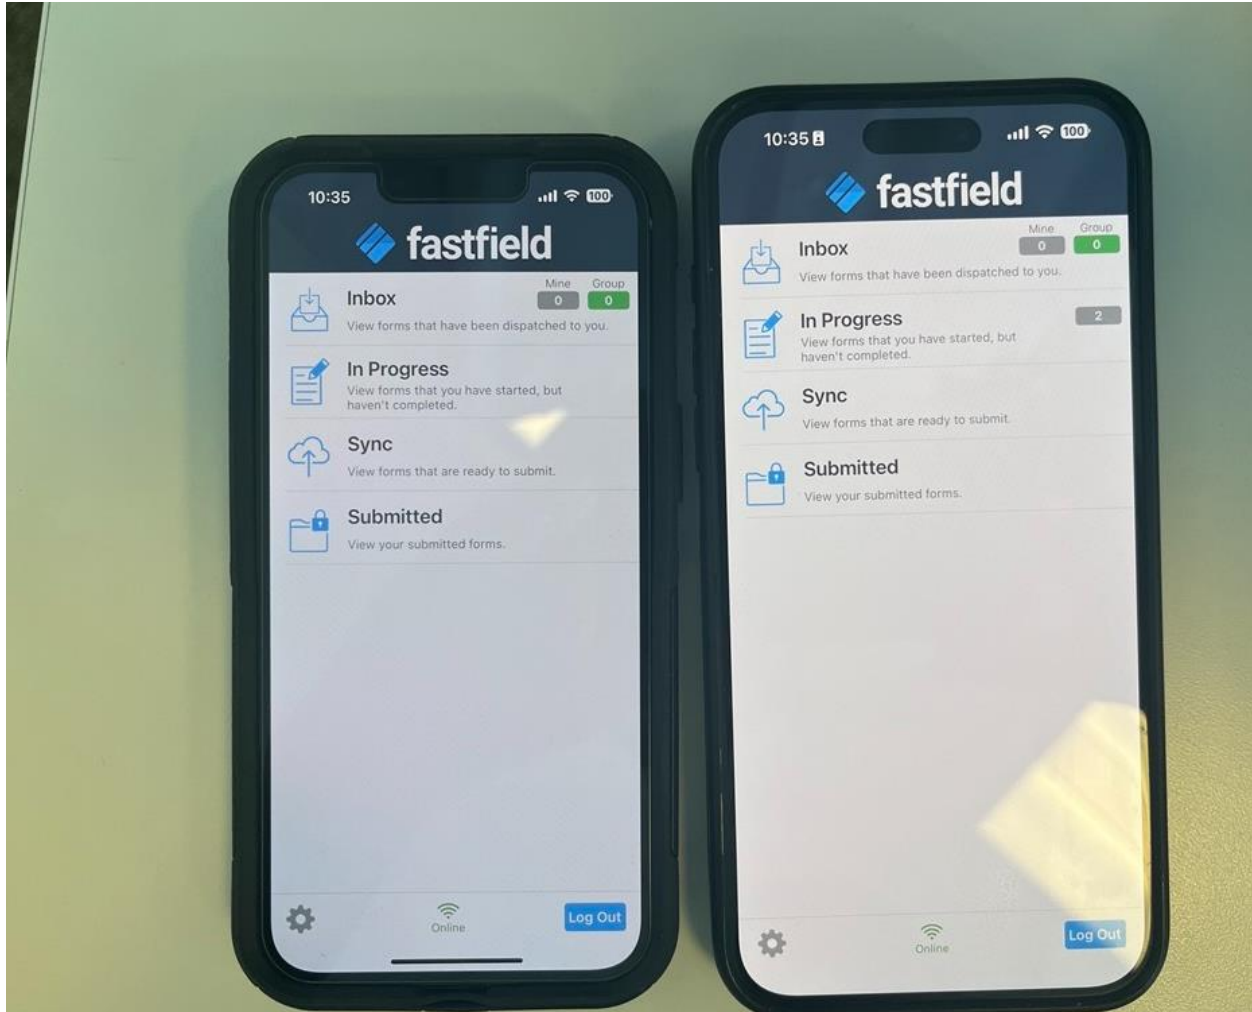 10:35
100
fastfield
Mine Group
Inbox 0 0
View forms that have been dispatched to you.
In Progress
View forms that you have started, but
haven't completed.
Sync
View forms that are ready to submit.
Submitted
View your submitted forms.
Online
Log Out
10:35
100
fastfield
Mine Group
Inbox 0 0
View forms that have been dispatched to you.
In Progress 2
View forms that you have started, but
haven't completed.
Sync
View forms that are ready to submit.
Submitted
View your submitted forms.
Online
Log Out